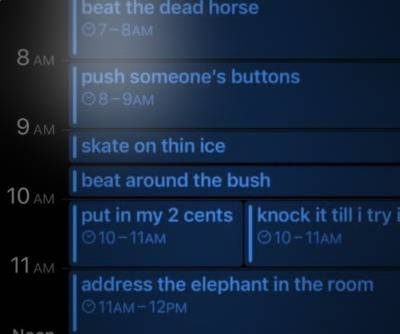 beat the dead horse
7–8AM
8 AM
push someone's buttons
8–9AM
9 AM
skate on thin ice
beat around the bush
10 AM
put in my 2 cents
10–11AM
knock it till i try i
10–11AM
11 AM
address the elephant in the room
11AM–12PM
Noon